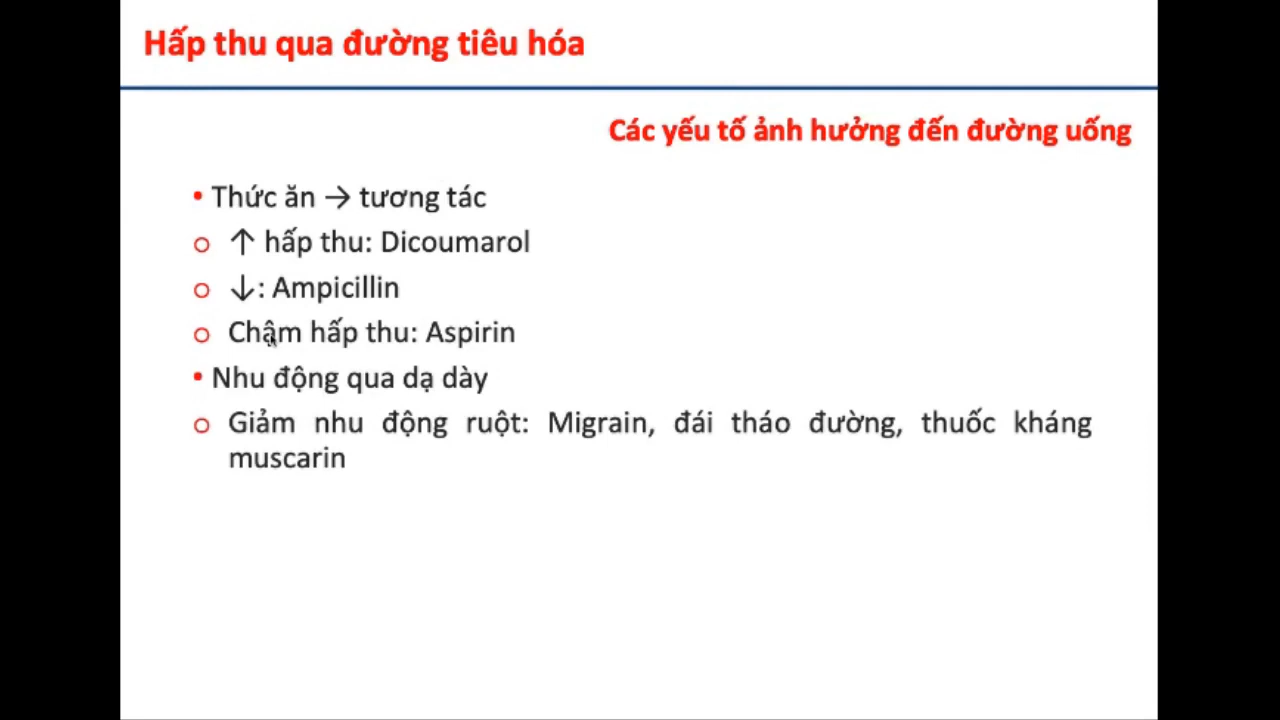 Hấp thu qua đường tiêu hóa
Các yếu tố ảnh hưởng đến đường uống
• Thức ăn → tương tác
o ↑ hấp thu: Dicoumarol
o ↓: Ampicillin
o Chậm hấp thu: Aspirin
• Nhu động qua dạ dày
o Giảm nhu động ruột: Migrain, đái tháo đường, thuốc kháng
muscarin